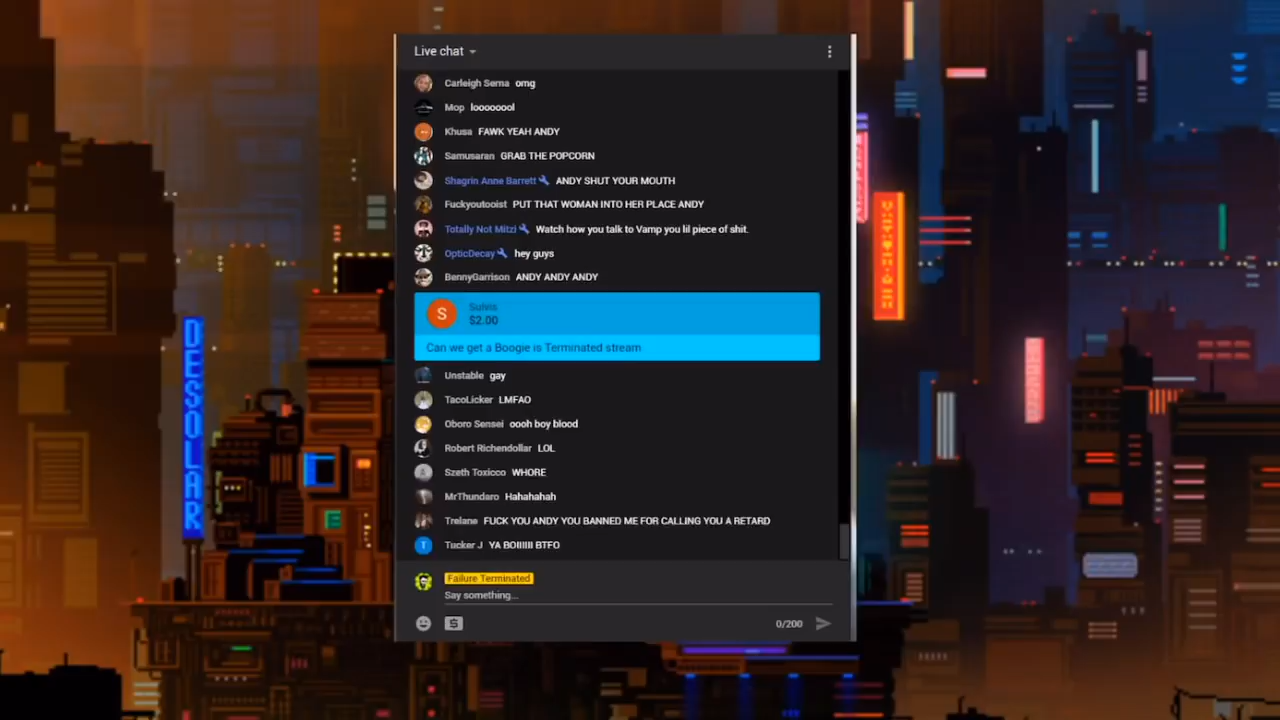 Live chat
Carleigh Serna omg
Mop looooooool
Khusa FAWK YEAH ANDY
Samusaran GRAB THE POPCORN
Shagrin Anne Barrett ANDY SHUT YOUR MOUTH
Fuckyoutooist PUT THAT WOMAN INTO HER PLACE ANDY
Totally Not Mitzi Watch how you talk to Vamp you lil piece of shit.
OpticDecay hey guys
BennyGarrison ANDY ANDY ANDY
S
$2.00
Can we get a Boogie is Terminated stream
Unstable gay
TacoLicker LMFAO
Oboro Sensei oooh boy blood
Robert Richendollar LOL
Szeth Toxicco WHORE
MrThundaro Hahahahah
Trelane FUCK YOU ANDY YOU BANNED ME FOR CALLING YOU A RETARD
T Tucker J YA BOIIIIII BTFO
Failure Terminated
Say something...
0/200
DESOLAR